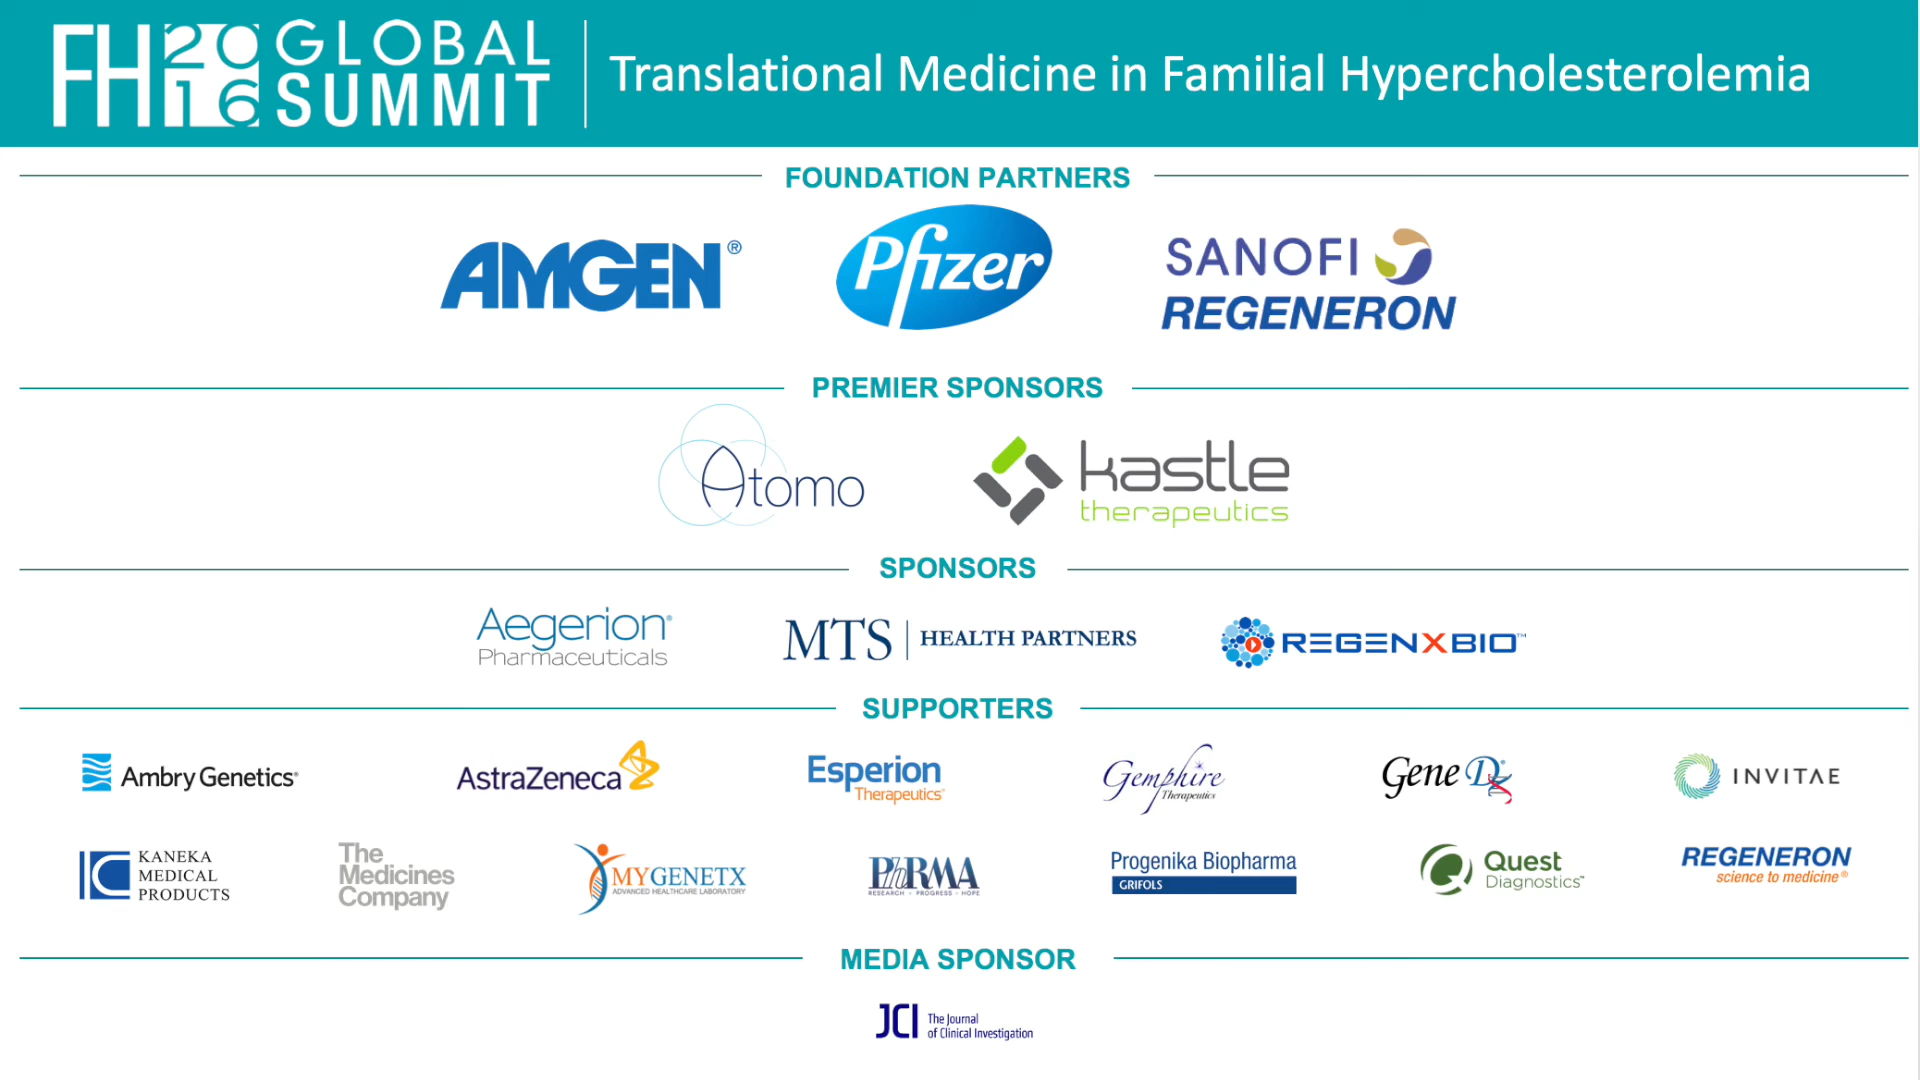 FH 2016 GLOBAL SUMMIT
Translational Medicine in Familial Hypercholesterolemia
FOUNDATION PARTNERS
AMGEN®
Pfizer
SANOFI
REGENERON
PREMIER SPONSORS
Atomo
kastle
therapeutics
SPONSORS
Aegerion®
Pharmaceuticals
MTS | HEALTH PARTNERS
REGENXBIO™
SUPPORTERS
Ambry Genetics®
AstraZeneca
Esperion
Therapeutics®
Gemphire
Therapeutics
GeneDx
INVITAE
KANEKA
MEDICAL
PRODUCTS
The
Medicines
Company
MYGENETX
ADVANCED HEALTHCARE LABORATORY
PhRMA
RESEARCH · PROGRESS · HOPE
Progenika Biopharma
GRIFOLS
Quest
Diagnostics™
REGENERON
science to medicine®
MEDIA SPONSOR
JCI
The Journal
of Clinical Investigation